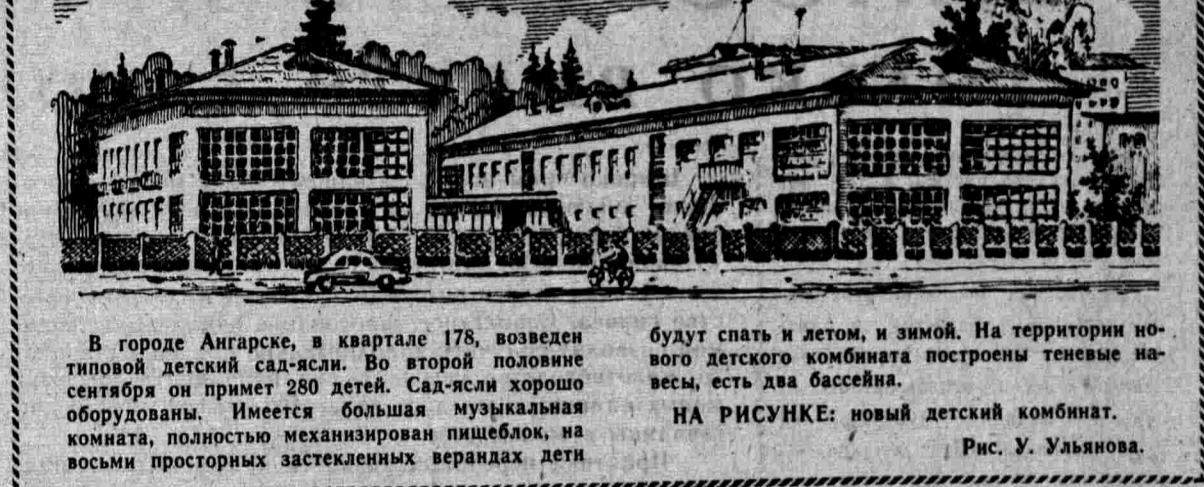 В городе Ангарске, в квартале 178, возведен
типовой детский сад-ясли. Во второй половине
сентября он примет 280 детей. Сад-ясли хорошо
оборудованы. Имеется большая музыкальная
комната, полностью механизирован пищеблок, на
восьми просторных застекленных верандах дети
будут спать и летом, и зимой. На территории но-
вого детского комбината построены теневые на-
весы, есть два бассейна.
НА РИСУНКЕ: новый детский комбинат.
Рис. У. Ульянова.